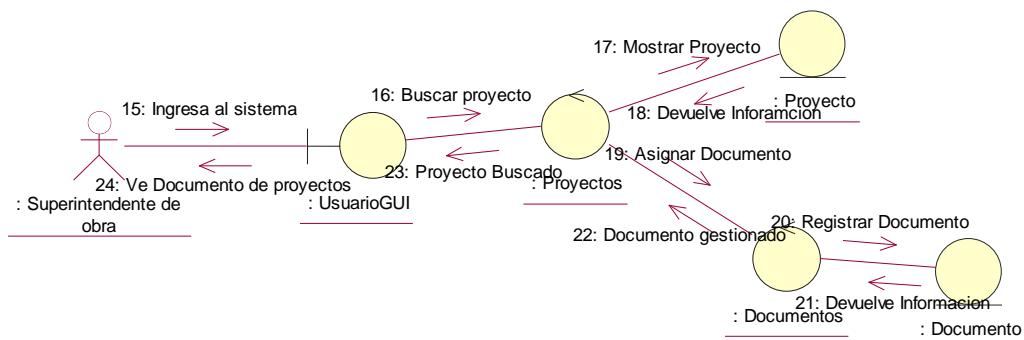 17: Mostrar Proyecto
15: Ingresa al sistema
16: Buscar proyecto
18: Devuelve Inforamcion
: Proyecto
19: Asignar Documento
23: Proyecto Buscado
: Proyectos
24: Ve Documento de proyectos
: UsuarioGUI
: Superintendente de
obra
20: Registrar Documento
22: Documento gestionado
21: Devuelve Informacion
: Documentos
: Documento